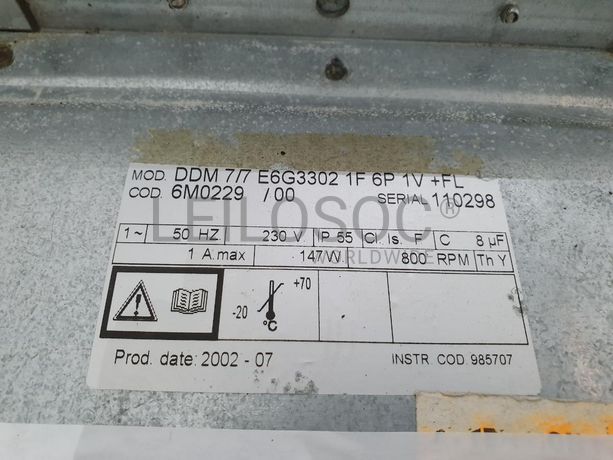 MOD. DDM 7/7 E6G3302 1F 6P 1V +FL
COD. 6M0229 /00 SERIAL 110298
LEILOSOC®
WORLDWIDE
1~ 50 HZ 230 V IP 55 Cl. Is. F C 8 µF
1 A.max 147W 800 RPM Th Y
-20 +70
°C
Prod. date: 2002 - 07 INSTR. COD. 985707